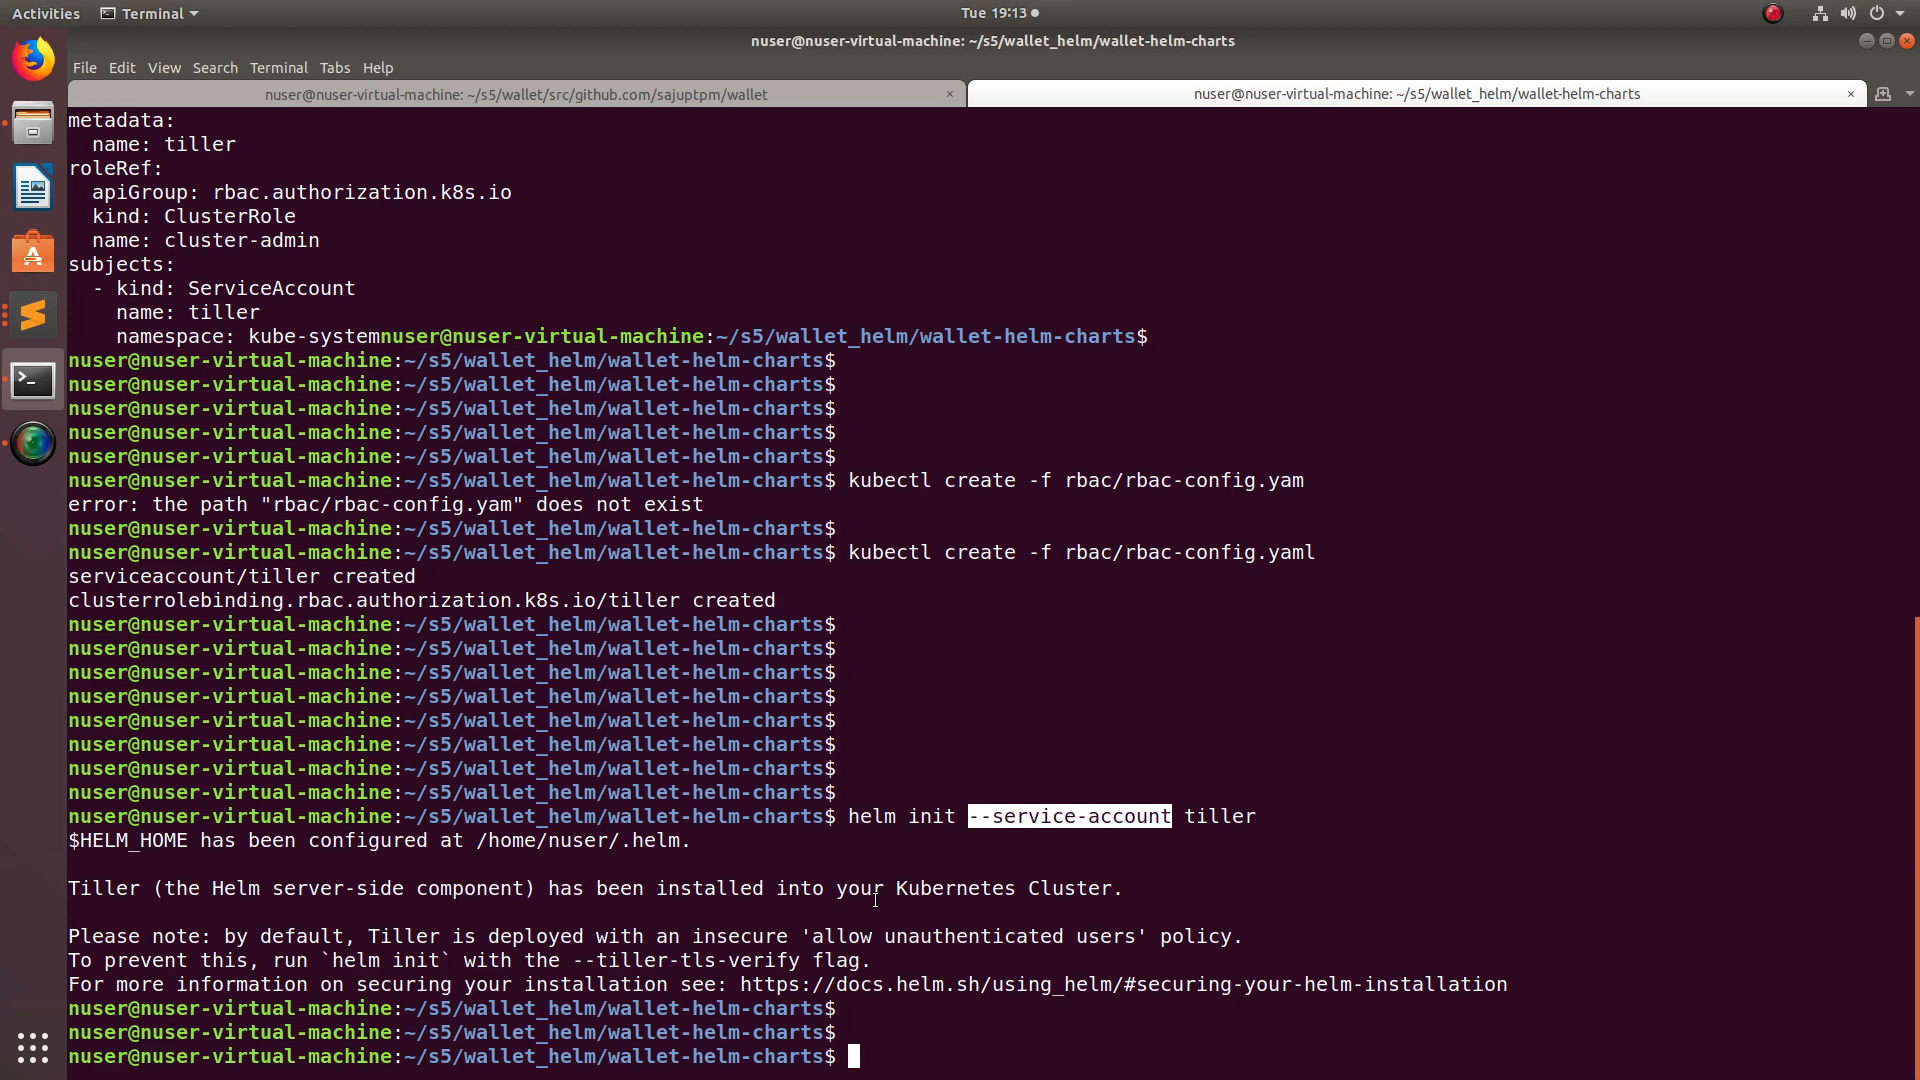 Activities Terminal Tue 19:13
nuser@nuser-virtual-machine: ~/s5/wallet_helm/wallet-helm-charts
File Edit View Search Terminal Tabs Help
nuser@nuser-virtual-machine: ~/s5/wallet/src/github.com/sajuptpm/wallet × nuser@nuser-virtual-machine: ~/s5/wallet_helm/wallet-helm-charts ×
metadata:
  name: tiller
roleRef:
  apiGroup: rbac.authorization.k8s.io
  kind: ClusterRole
  name: cluster-admin
subjects:
  - kind: ServiceAccount
    name: tiller
    namespace: kube-systemnuser@nuser-virtual-machine:~/s5/wallet_helm/wallet-helm-charts$
nuser@nuser-virtual-machine:~/s5/wallet_helm/wallet-helm-charts$
nuser@nuser-virtual-machine:~/s5/wallet_helm/wallet-helm-charts$
nuser@nuser-virtual-machine:~/s5/wallet_helm/wallet-helm-charts$
nuser@nuser-virtual-machine:~/s5/wallet_helm/wallet-helm-charts$
nuser@nuser-virtual-machine:~/s5/wallet_helm/wallet-helm-charts$
nuser@nuser-virtual-machine:~/s5/wallet_helm/wallet-helm-charts$ kubectl create -f rbac/rbac-config.yam
error: the path "rbac/rbac-config.yam" does not exist
nuser@nuser-virtual-machine:~/s5/wallet_helm/wallet-helm-charts$
nuser@nuser-virtual-machine:~/s5/wallet_helm/wallet-helm-charts$ kubectl create -f rbac/rbac-config.yaml
serviceaccount/tiller created
clusterrolebinding.rbac.authorization.k8s.io/tiller created
nuser@nuser-virtual-machine:~/s5/wallet_helm/wallet-helm-charts$
nuser@nuser-virtual-machine:~/s5/wallet_helm/wallet-helm-charts$
nuser@nuser-virtual-machine:~/s5/wallet_helm/wallet-helm-charts$
nuser@nuser-virtual-machine:~/s5/wallet_helm/wallet-helm-charts$
nuser@nuser-virtual-machine:~/s5/wallet_helm/wallet-helm-charts$
nuser@nuser-virtual-machine:~/s5/wallet_helm/wallet-helm-charts$
nuser@nuser-virtual-machine:~/s5/wallet_helm/wallet-helm-charts$
nuser@nuser-virtual-machine:~/s5/wallet_helm/wallet-helm-charts$
nuser@nuser-virtual-machine:~/s5/wallet_helm/wallet-helm-charts$ helm init --service-account tiller
$HELM_HOME has been configured at /home/nuser/.helm.

Tiller (the Helm server-side component) has been installed into your Kubernetes Cluster.

Please note: by default, Tiller is deployed with an insecure 'allow unauthenticated users' policy.
To prevent this, run `helm init` with the --tiller-tls-verify flag.
For more information on securing your installation see: https://docs.helm.sh/using_helm/#securing-your-helm-installation
nuser@nuser-virtual-machine:~/s5/wallet_helm/wallet-helm-charts$
nuser@nuser-virtual-machine:~/s5/wallet_helm/wallet-helm-charts$
nuser@nuser-virtual-machine:~/s5/wallet_helm/wallet-helm-charts$